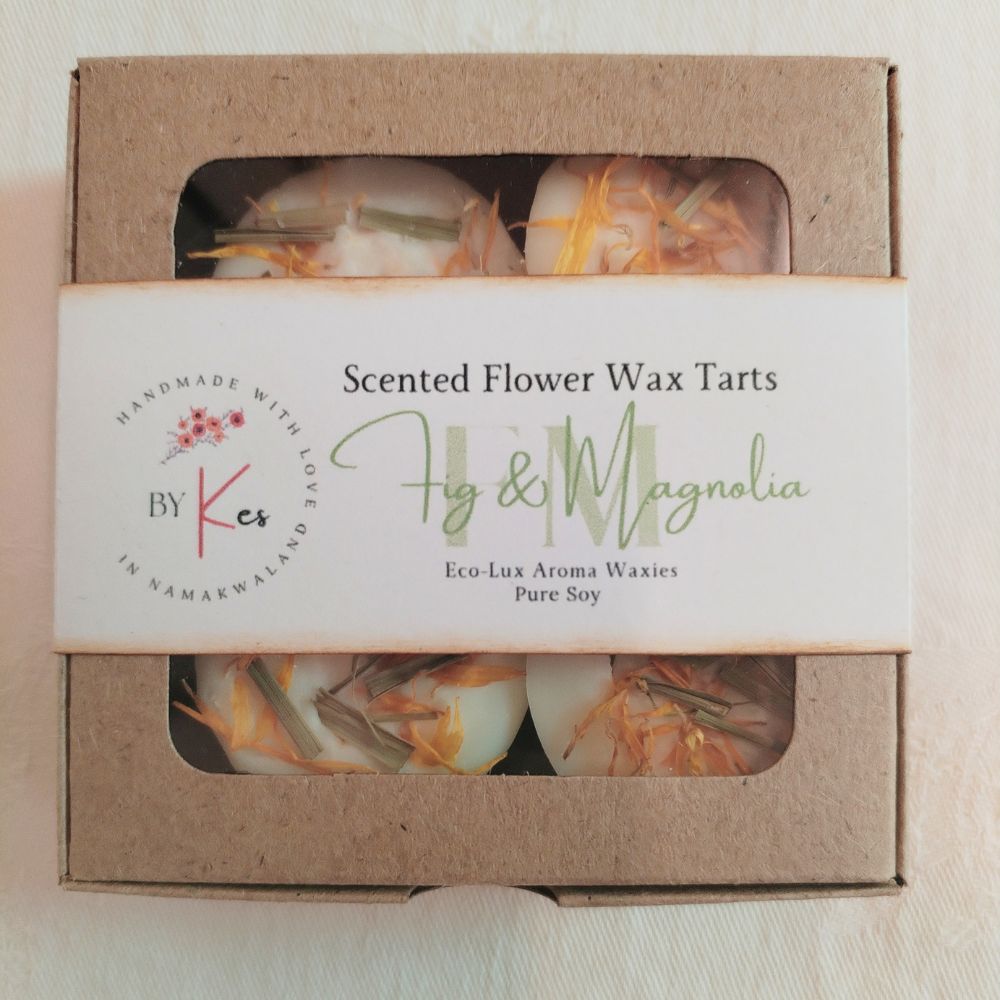 HANDMADE WITH LOVE
BY Kes
IN NAMAKWALAND
Scented Flower Wax Tarts
FM
Fig & Magnolia
Eco-Lux Aroma Waxies
Pure Soy